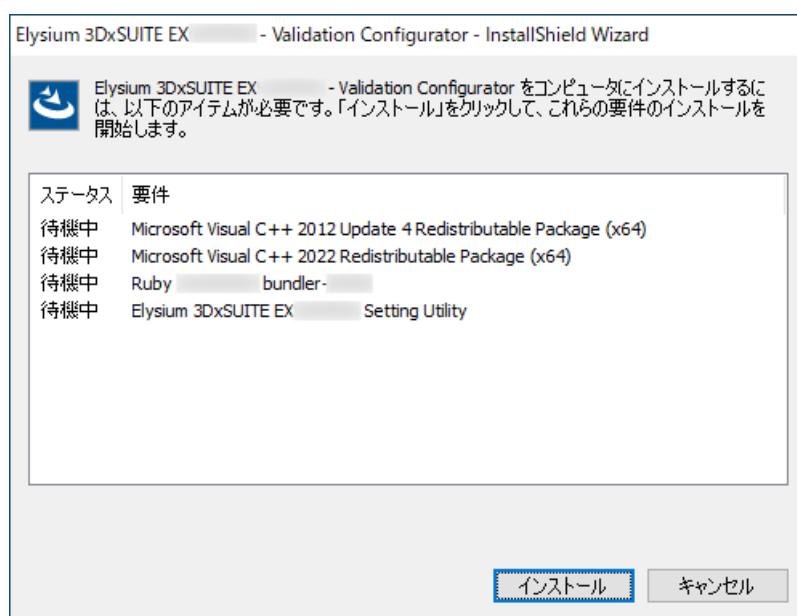 Elysium 3DxSUITE EX - Validation Configurator - InstallShield Wizard
Elysium 3DxSUITE EX - Validation Configurator をコンピュータにインストールするに
は、以下のアイテムが必要です。「インストール」をクリックして、これらの要件のインストールを
開始します。
ステータス 要件
待機中 Microsoft Visual C++ 2012 Update 4 Redistributable Package (x64)
待機中 Microsoft Visual C++ 2022 Redistributable Package (x64)
待機中 Ruby bundler-
待機中 Elysium 3DxSUITE EX Setting Utility
インストール キャンセル